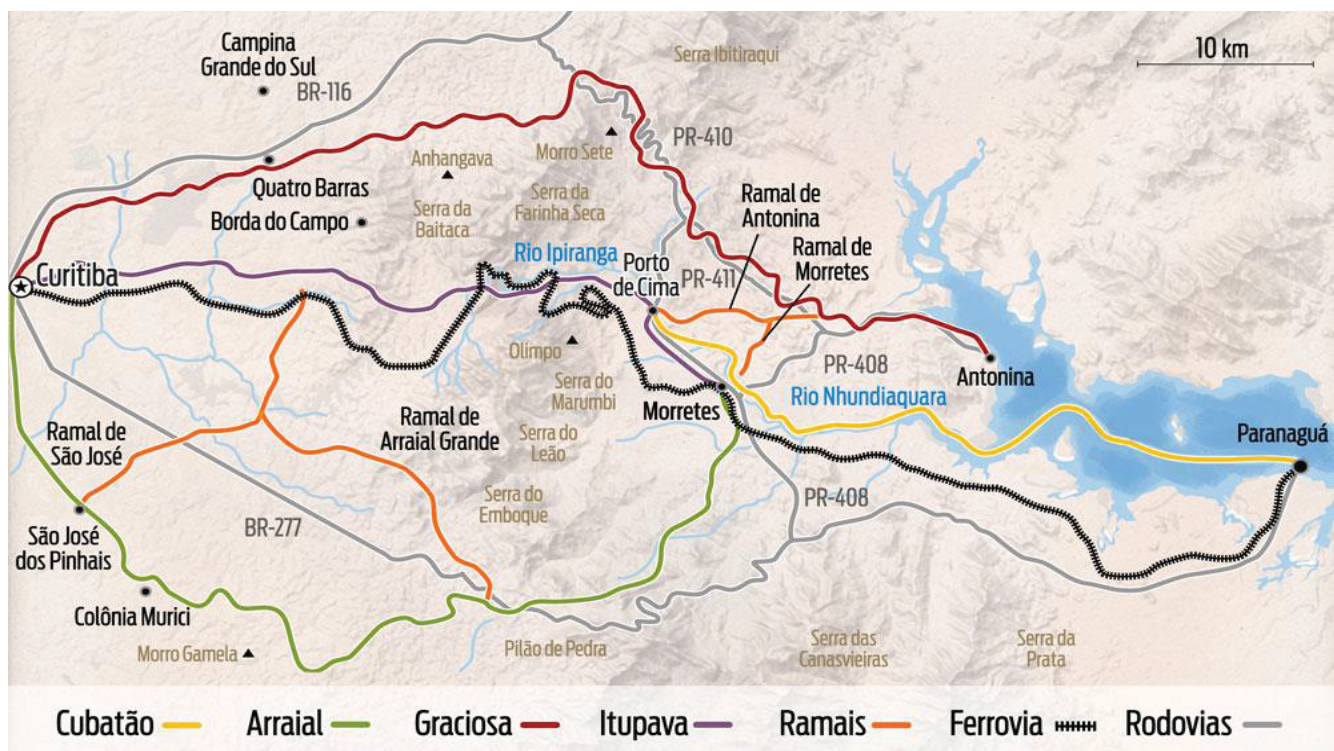 Campina
Grande do Sul
BR-116
Serra Ibitiraqui
10 km
PR-410
Anhangava
Morro Sete
Quatro Barras
Borda do Campo
Serra da
Baitaca
Serra da
Farinha Seca
Ramal de
Antonina
Ramal de
Morretes
Rio Ipiranga
Porto
de Cima
PR-411
Curitiba
Olimpo
Serra do
Marumbi
PR-408
Antonina
Rio Nhundiaquara
Morretes
Ramal de
Arraial Grande
Serra do
Leão
Ramal de
São José
Paranaguá
Serra do
Emboque
PR-408
BR-277
São José
dos Pinhais
Colônia Murici
Morro Gamela
Pilão de Pedra
Serra das
Canasvieiras
Serra da
Prata
Cubatão
Arraial
Graciosa
Itupava
Ramais
Ferrovia
Rodovias